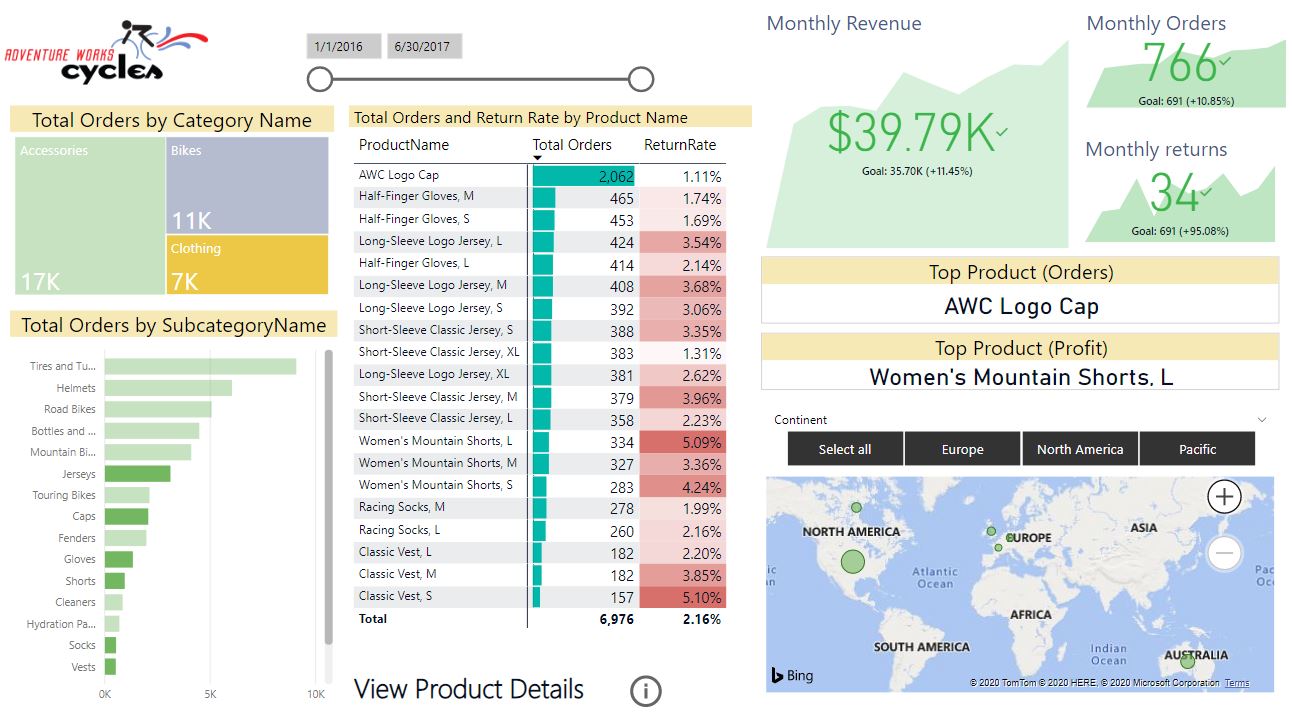 ADVENTURE WORKS
cycles
1/1/2016
6/30/2017
Total Orders by Category Name
Accessories
17K
Bikes
11K
Clothing
7K
Total Orders by SubcategoryName
Tires and Tu...
Helmets
Road Bikes
Bottles and ...
Mountain Bi...
Jerseys
Touring Bikes
Caps
Fenders
Gloves
Shorts
Cleaners
Hydration Pa...
Socks
Vests
0K 5K 10K
Total Orders and Return Rate by Product Name
ProductName Total Orders ReturnRate
AWC Logo Cap 2,062 1.11%
Half-Finger Gloves, M 465 1.74%
Half-Finger Gloves, S 453 1.69%
Long-Sleeve Logo Jersey, L 424 3.54%
Half-Finger Gloves, L 414 2.14%
Long-Sleeve Logo Jersey, M 408 3.68%
Long-Sleeve Logo Jersey, S 392 3.06%
Short-Sleeve Classic Jersey, S 388 3.35%
Short-Sleeve Classic Jersey, XL 383 1.31%
Long-Sleeve Logo Jersey, XL 381 2.62%
Short-Sleeve Classic Jersey, M 379 3.96%
Short-Sleeve Classic Jersey, L 358 2.23%
Women's Mountain Shorts, L 334 5.09%
Women's Mountain Shorts, M 327 3.36%
Women's Mountain Shorts, S 283 4.24%
Racing Socks, M 278 1.99%
Racing Socks, L 260 2.16%
Classic Vest, L 182 2.20%
Classic Vest, M 182 3.85%
Classic Vest, S 157 5.10%
Total 6,976 2.16%
View Product Details
Monthly Revenue
$39.79K
Goal: 35.70K (+11.45%)
Monthly Orders
766
Goal: 691 (+10.85%)
Monthly returns
34
Goal: 691 (+95.08%)
Top Product (Orders)
AWC Logo Cap
Top Product (Profit)
Women's Mountain Shorts, L
Continent
Select all
Europe
North America
Pacific
NORTH AMERICA
EUROPE
ASIA
Atlantic
Ocean
AFRICA
SOUTH AMERICA
Indian
Ocean
AUSTRALIA
an
Pac
Oc
Bing
© 2020 TomTom © 2020 HERE, © 2020 Microsoft Corporation Terms